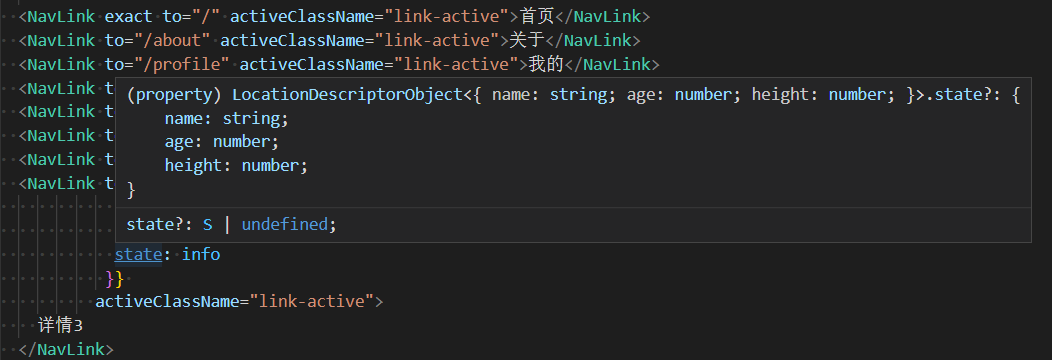 <NavLink exact to="/" activeClassName="link-active">首页</NavLink>
<NavLink to="/about" activeClassName="link-active">关于</NavLink>
<NavLink to="/profile" activeClassName="link-active">我的</NavLink>
<NavLink t
(property) LocationDescriptorObject<{ name: string; age: number; height: number; }>.state?: {
<NavLink t
name: string;
<NavLink t
age: number;
<NavLink t
height: number;
<NavLink t
}
state?: S | undefined;
state: info
}}
activeClassName="link-active">
详情3
</NavLink>